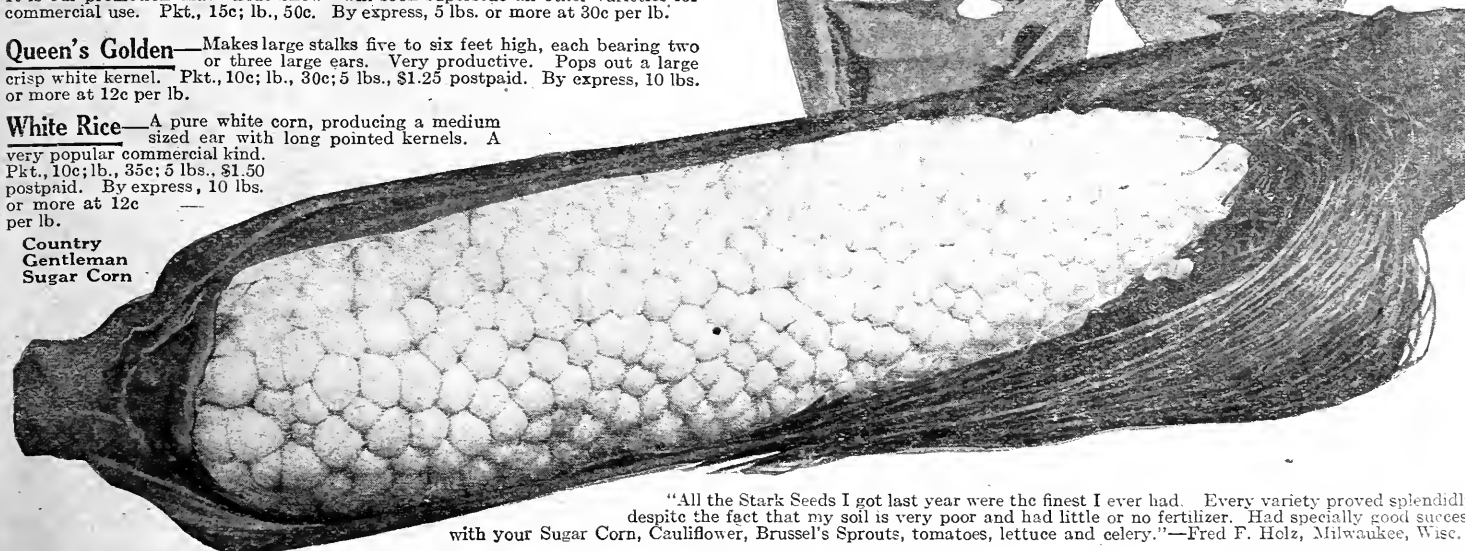 commercial use. Pkt., 15c; lb., 50c. By express, 5 lbs. or more at 30c per lb.
Queen's Golden—Makes large stalks five to six feet high, each bearing two
or three large ears. Very productive. Pops out a large
crisp white kernel. Pkt., 10c; lb., 30c; 5 lbs., $1.25 postpaid. By express, 10 lbs.
or more at 12c per lb.
White Rice—A pure white corn, producing a medium
sized ear with long pointed kernels. A
very popular commercial kind.
Pkt., 10c; lb., 35c; 5 lbs., $1.50
postpaid. By express, 10 lbs.
or more at 12c
per lb.
Country
Gentleman
Sugar Corn
"All the Stark Seeds I got last year were the finest I ever had. Every variety proved splendidl
despite the fact that my soil is very poor and had little or no fertilizer. Had specially good succes
with your Sugar Corn, Cauliflower, Brussel's Sprouts, tomatoes, lettuce and celery."—Fred F. Holz, Milwaukee, Wisc.